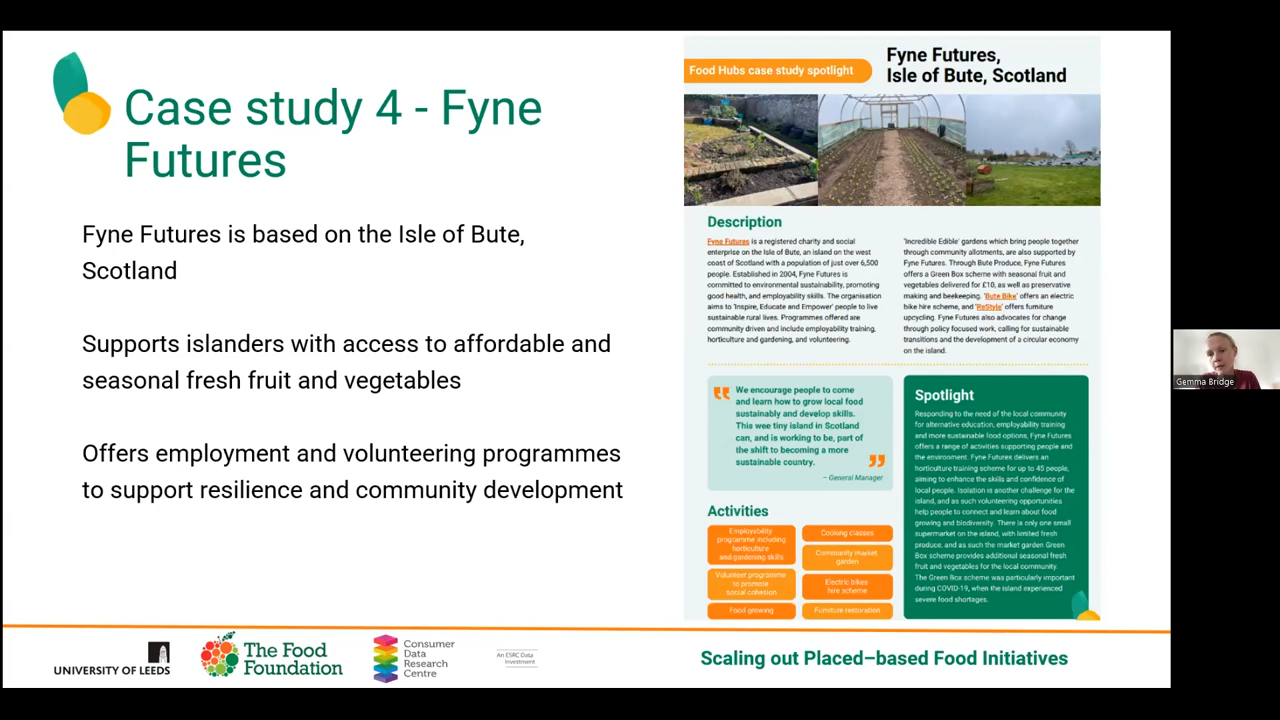 Case study 4 - Fyne
Futures
Fyne Futures is based on the Isle of Bute,
Scotland
Supports islanders with access to affordable and
seasonal fresh fruit and vegetables
Offers employment and volunteering programmes
to support resilience and community development
Food Hubs case study spotlight
Fyne Futures,
Isle of Bute, Scotland
Description
Fyne Futures is a registered charity and social
enterprise on the Isle of Bute, an island on the west
coast of Scotland with a population of just over 6,500
people. Established in 2004, Fyne Futures is
committed to environmental sustainability, promoting
good health, and employability skills. The organisation
aims to 'Inspire, Educate and Empower' people to live
sustainable rural lives. Programmes offered are
community driven and include employability training,
horticulture and gardening, and volunteering.
'Incredible Edible' gardens which bring people together
through community allotments, are also supported by
Fyne Futures. Through Bute Produce, Fyne Futures
offers a Green Box scheme with seasonal fruit and
vegetables delivered for £10, as well as preservative
making and beekeeping. 'Bute Bike' offers an electric
bike hire scheme, and 'ReStyle' offers furniture
upcycling. Fyne Futures also advocates for change
through policy focused work, calling for sustainable
transitions and the development of a circular economy
on the island.
We encourage people to come
and learn how to grow local food
sustainably and develop skills.
This wee tiny island in Scotland
can, and is working to be, part of
the shift to becoming a more
sustainable country.
– General Manager
Activities
Employability
programme including
horticulture
and gardening skills
Cooking classes
Community market
garden
Volunteer programme
to promote
social cohesion
Electric bikes
hire scheme
Food growing
Furniture restoration
Spotlight
Responding to the need of the local community
for alternative education, employability training
and more sustainable food options, Fyne Futures
offers a range of activities supporting people and
the environment. Fyne Futures delivers an
horticulture training scheme for up to 45 people,
aiming to enhance the skills and confidence of
local people. Isolation is another challenge for the
island, and as such volunteering opportunities
help people to connect and learn about food
growing and biodiversity. There is only one small
supermarket on the island, with limited fresh
produce, and as such the market garden Green
Box scheme provides additional seasonal fresh
fruit and vegetables for the local community.
The Green Box scheme was particularly important
during COVID-19, when the island experienced
severe food shortages.
UNIVERSITY OF LEEDS
The Food
Foundation
Consumer
Data
Research
Centre
An ESRC Data
Investment
Scaling out Placed–based Food Initiatives
Gemma Bridge